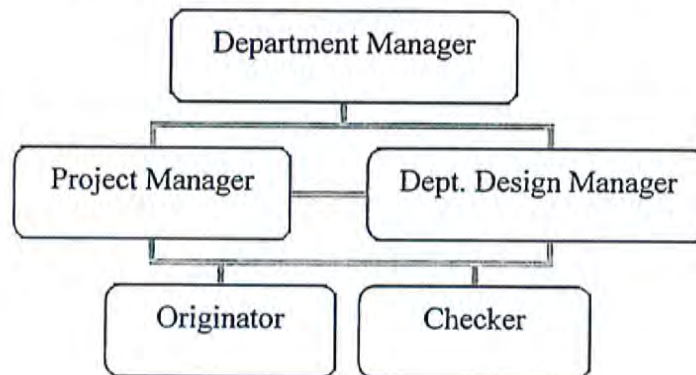 Department Manager
Project Manager
Dept. Design Manager
Originator
Checker